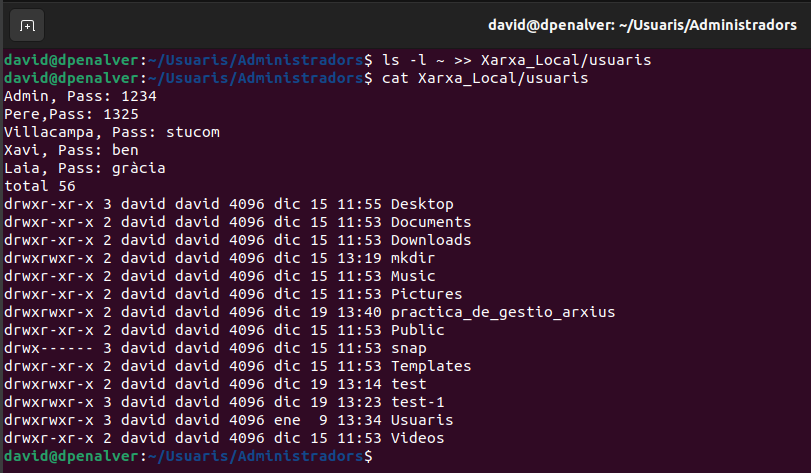 david@dpenalver: ~/Usuaris/Administradors
david@dpenalver:~/Usuaris/Administradors$ ls -l ~ >> Xarxa_Local/usuaris
david@dpenalver:~/Usuaris/Administradors$ cat Xarxa_Local/usuaris
Admin, Pass: 1234
Pere,Pass: 1325
Villacampa, Pass: stucom
Xavi, Pass: ben
Laia, Pass: gràcia
total 56
drwxr-xr-x 3 david david 4096 dic 15 11:55 Desktop
drwxr-xr-x 2 david david 4096 dic 15 11:53 Documents
drwxr-xr-x 2 david david 4096 dic 15 11:53 Downloads
drwxrwxr-x 2 david david 4096 dic 15 13:19 mkdir
drwxr-xr-x 2 david david 4096 dic 15 11:53 Music
drwxr-xr-x 2 david david 4096 dic 15 11:53 Pictures
drwxrwxr-x 2 david david 4096 dic 19 13:40 practica_de_gestio_arxius
drwxr-xr-x 2 david david 4096 dic 15 11:53 Public
drwx------ 3 david david 4096 dic 15 11:53 snap
drwxr-xr-x 2 david david 4096 dic 15 11:53 Templates
drwxrwxr-x 2 david david 4096 dic 19 13:14 test
drwxrwxr-x 3 david david 4096 dic 19 13:23 test-1
drwxrwxr-x 3 david david 4096 ene  9 13:34 Usuaris
drwxr-xr-x 2 david david 4096 dic 15 11:53 Videos
david@dpenalver:~/Usuaris/Administradors$